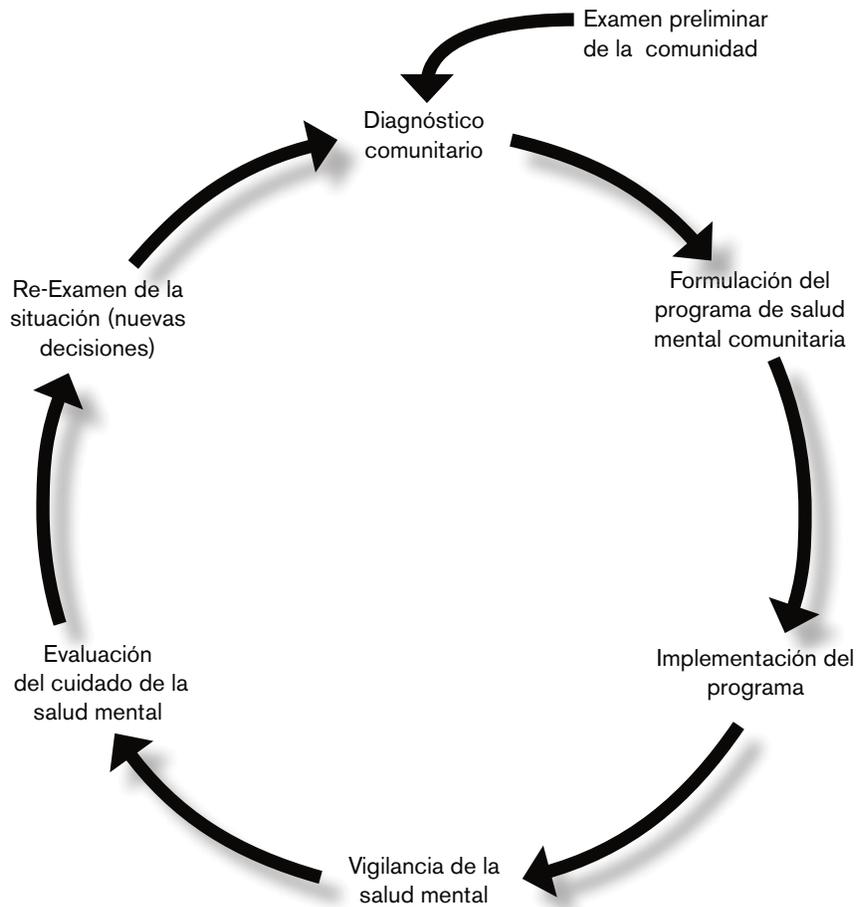 Examen preliminar
de la comunidad
Diagnóstico
comunitario
Formulación del
programa de salud
mental comunitaria
Implementación del
programa
Vigilancia de la
salud mental
Evaluación
del cuidado de la
salud mental
Re-Examen de la
situación (nuevas
decisiones)